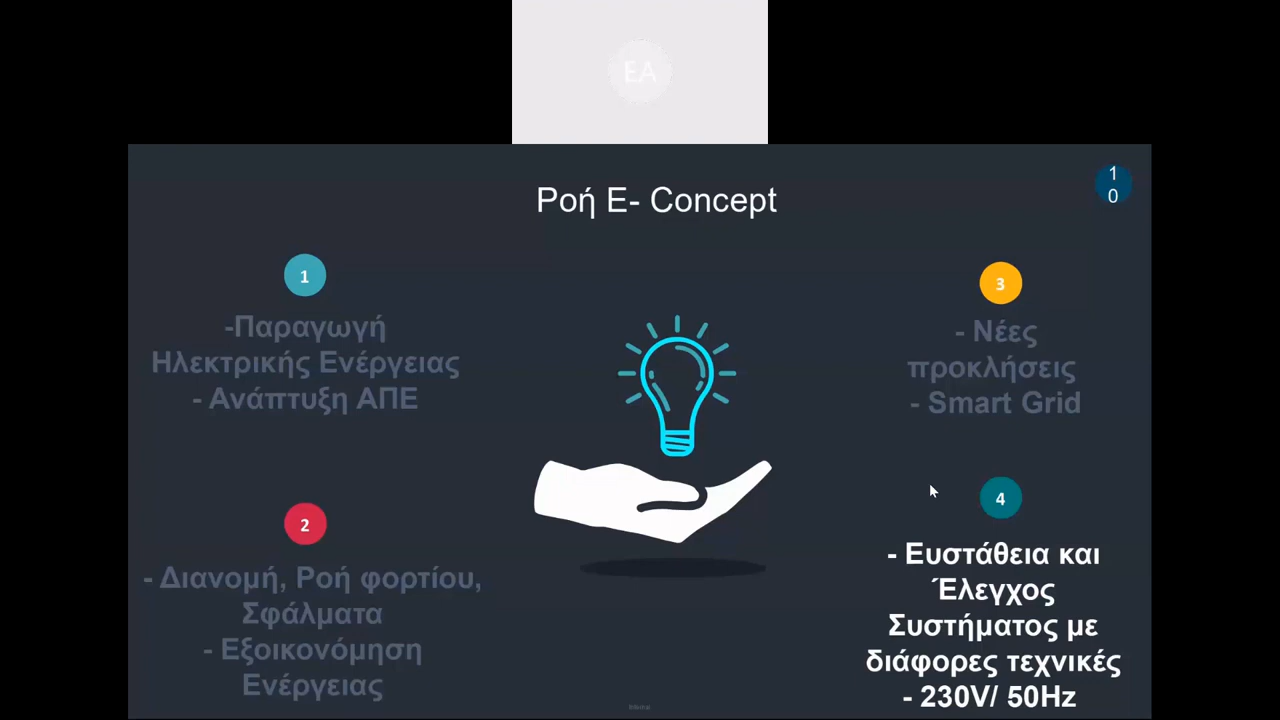 EA
Ροή Ε- Concept
1
0
1
-Παραγωγή
Ηλεκτρικής Ενέργειας
- Ανάπτυξη ΑΠΕ
2
- Διανομή, Ροή φορτίου,
Σφάλματα
- Εξοικονόμηση
Ενέργειας
3
- Νέες
προκλήσεις
- Smart Grid
4
- Ευστάθεια και
Έλεγχος
Συστήματος με
διάφορες τεχνικές
- 230V/ 50Hz